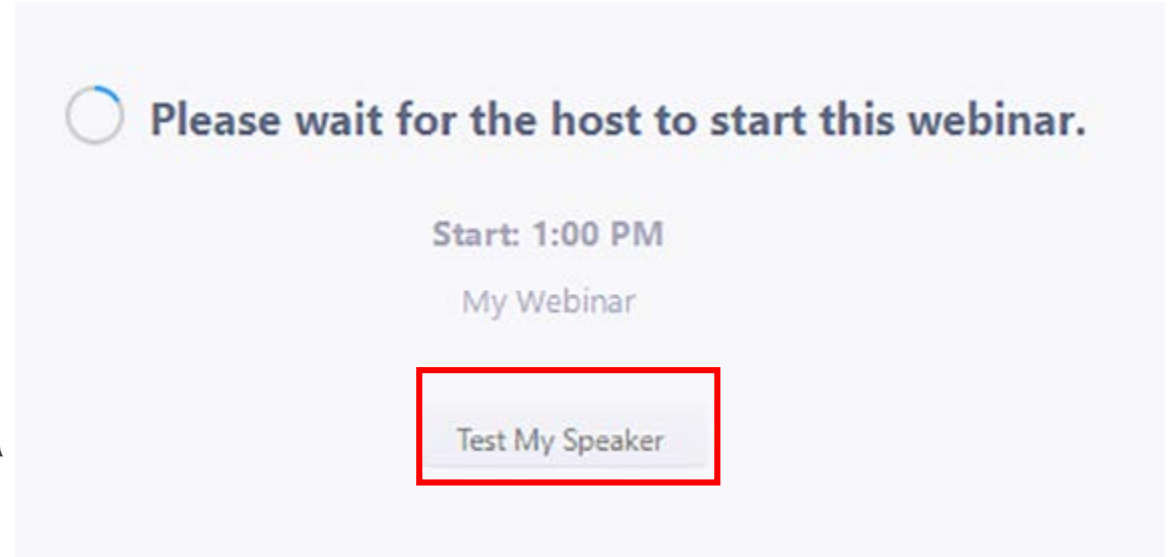 Please wait for the host to start this webinar.
Start: 1:00 PM
My Webinar
Test My Speaker